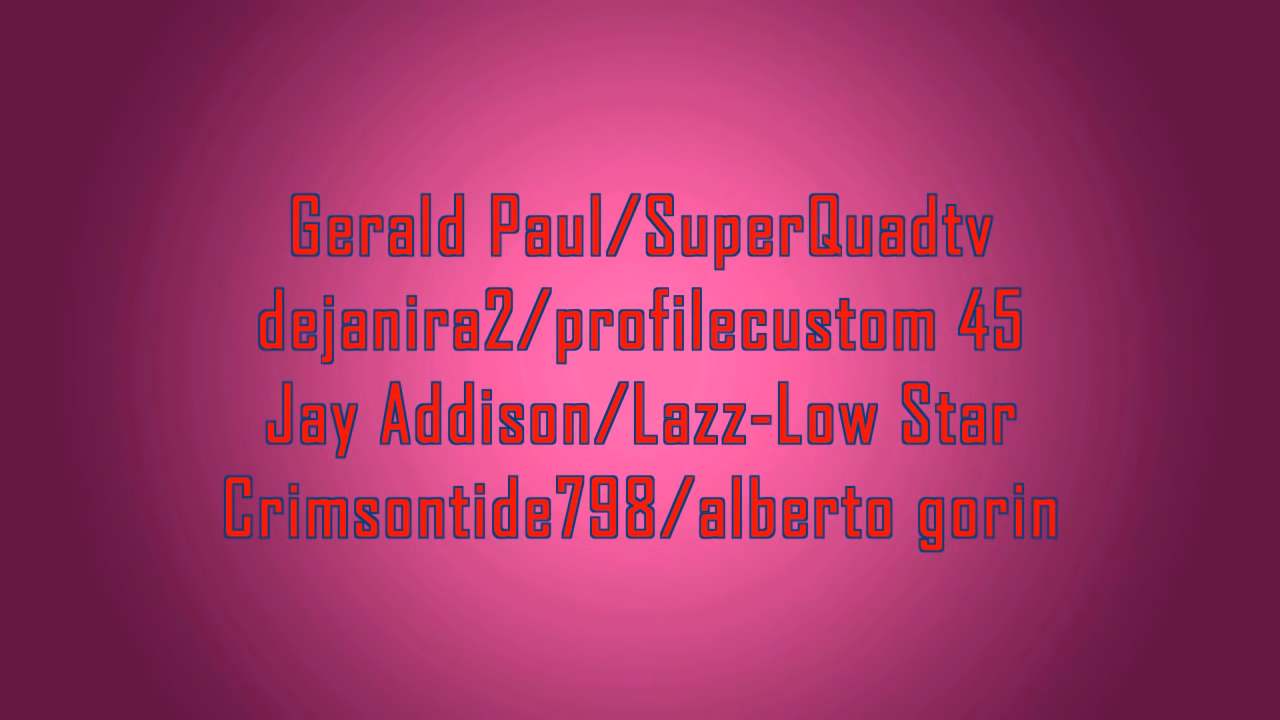 Gerald Paul/SuperQuadtv
dejanira2/profilecustom 45
Jay Addison/Lazz-Low Star
Crimsontide798/alberto gorin